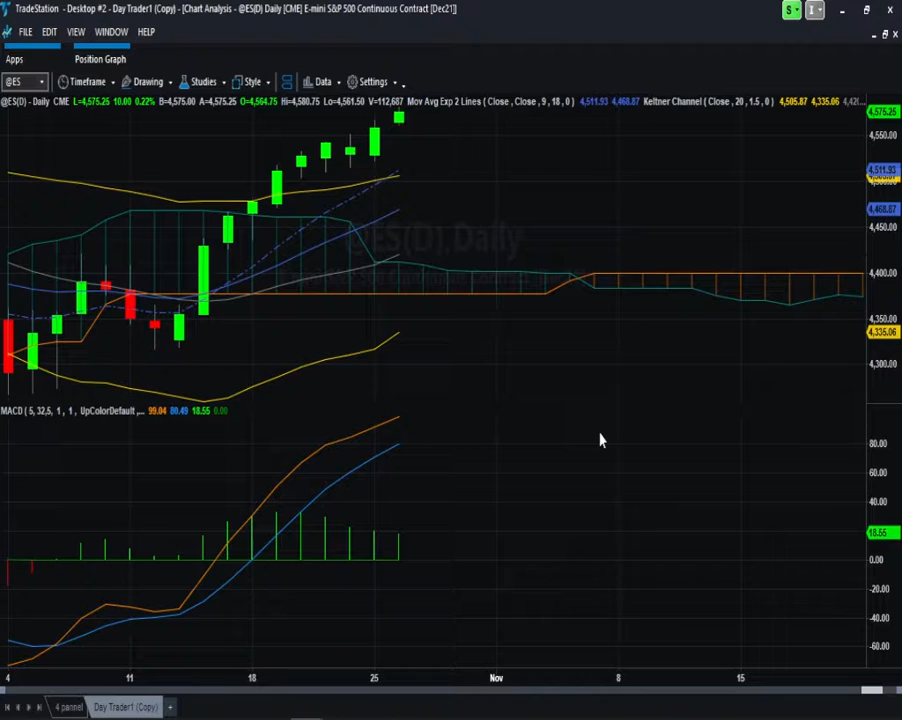 TradeStation - Desktop #2 - Day Trader1 (Copy) - [Chart Analysis - @ES(D) [CME] E-mini S&P 500 Continuous Contract [Dec21]]
S
I
FILE EDIT VIEW WINDOW HELP
Apps Position Graph
@ES Timeframe Drawing Studies Style Data Settings
@ES(D) - Daily CME L=4,575.25 10.00 0.22% B=4,575.00 A=4,575.25 O=4,564.75 Hi=4,580.75 Lo=4,561.50 V=112,687 Mov Avg Exp 2 Lines ( Close , Close , 9 , 18 , 0 ) 4,511.93 4,468.87 Keltner Channel ( Close , 20 , 1.5 , 0 ) 4,505.87 4,335.06 4,420...
4,575.25
4,550.00
4,511.93
4,500.00
4,468.87
4,450.00
@ES(D),Daily
4,400.00
4,350.00
4,335.06
4,300.00
MACD ( 5, 32,5, 1 , 1 , UpColorDefault ,... 99.04 80.49 18.55 0.00
80.00
60.00
40.00
18.55
0.00
-20.00
-40.00
-60.00
4 11 18 25 Nov 8 15
4 pannel Day Trader1 (Copy) +